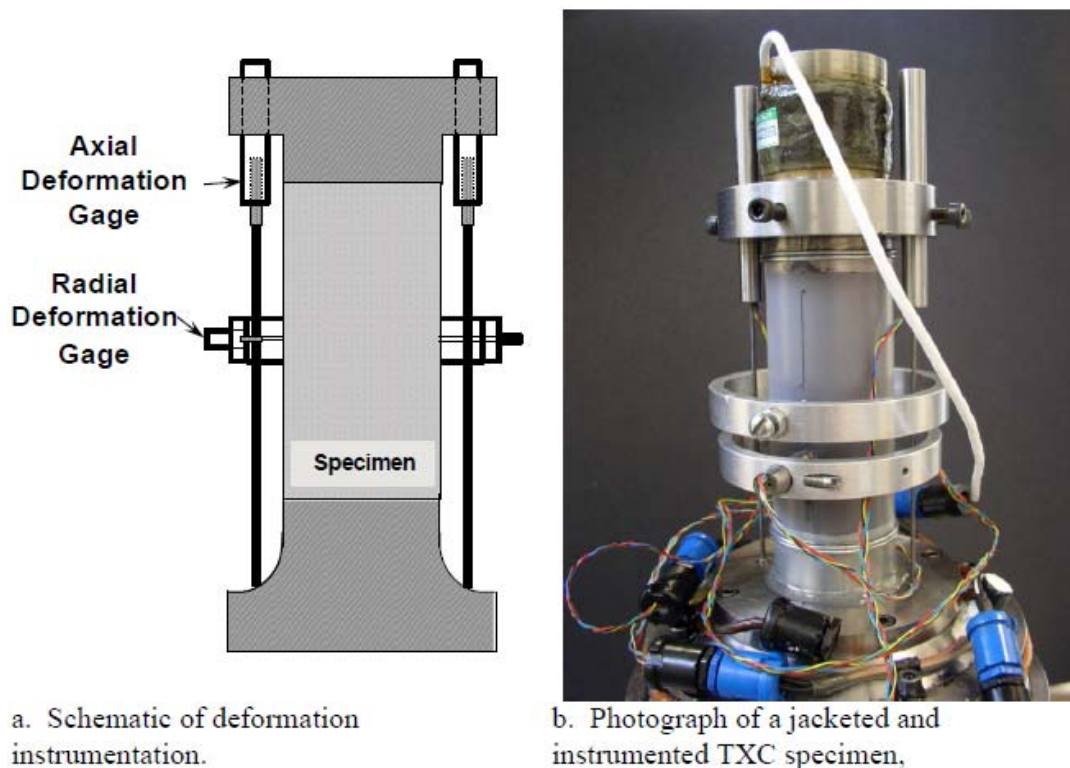 Axial
Deformation
Gage
Radial
Deformation
Gage
Specimen
a. Schematic of deformation
instrumentation.
b. Photograph of a jacketed and
instrumented TXC specimen,